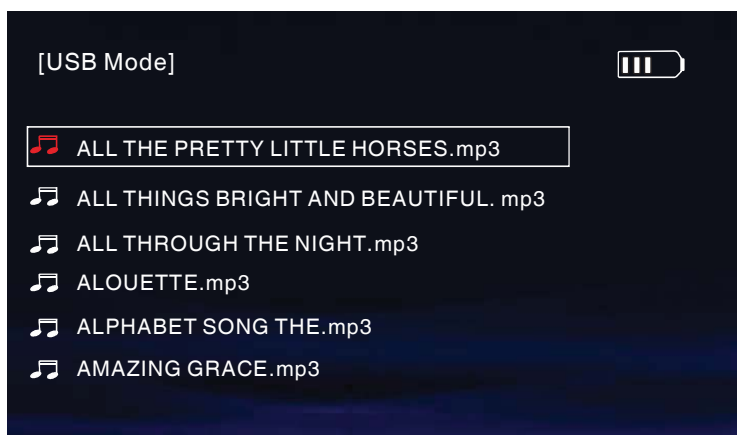 [USB Mode]
ALL THE PRETTY LITTLE HORSES.mp3
ALL THINGS BRIGHT AND BEAUTIFUL. mp3
ALL THROUGH THE NIGHT.mp3
ALOUETTE.mp3
ALPHABET SONG THE.mp3
AMAZING GRACE.mp3